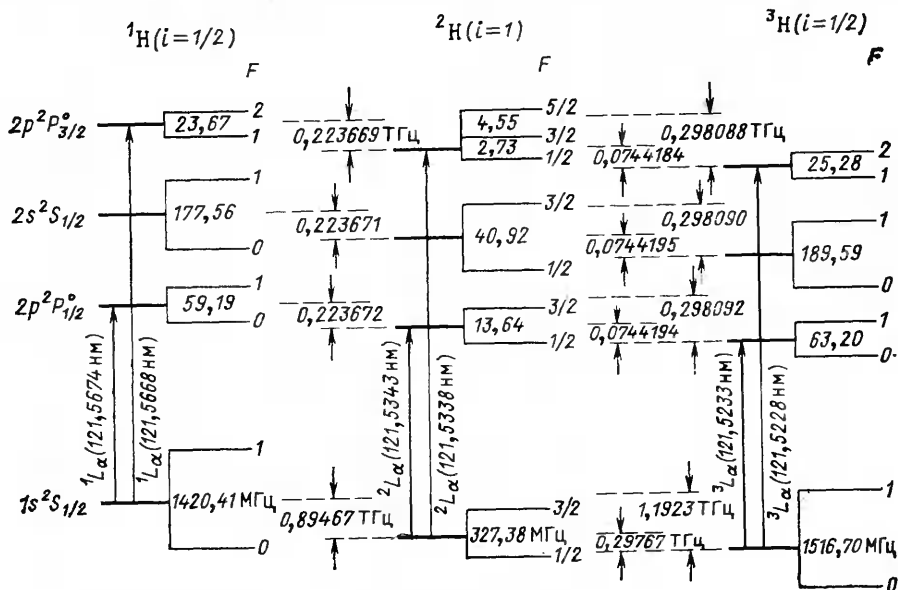 ¹H(i=1/2) ²H(i=1) ³H(i=1/2)
F F F
2p²P°₃/₂ 2 23,67 1
0,223669 ТГц
5/2 4,55 3/2 2,73 1/2
0,298088 ТГц
0,0744184
2 25,28 1
2s²S₁/₂ 1 177,56 0
0,223671
3/2 40,92 1/2
0,298090
0,0744195
1 189,59 0
2p²P°₁/₂ 1 59,19 0
0,223672
3/2 13,64 1/2
0,298092
0,0744194
1 63,20 0
¹Lα(121,5674 нм)
¹Lα(121,5668 нм)
²Lα(121,5343 нм)
²Lα(121,5338 нм)
³Lα(121,5233 нм)
³Lα(121,5228 нм)
1s²S₁/₂ 1 1420,41 МГц 0
0,89467 ТГц
3/2 327,38 МГц 1/2
1,1923 ТГц
0,29767 ТГц
1 1516,70 МГц 0